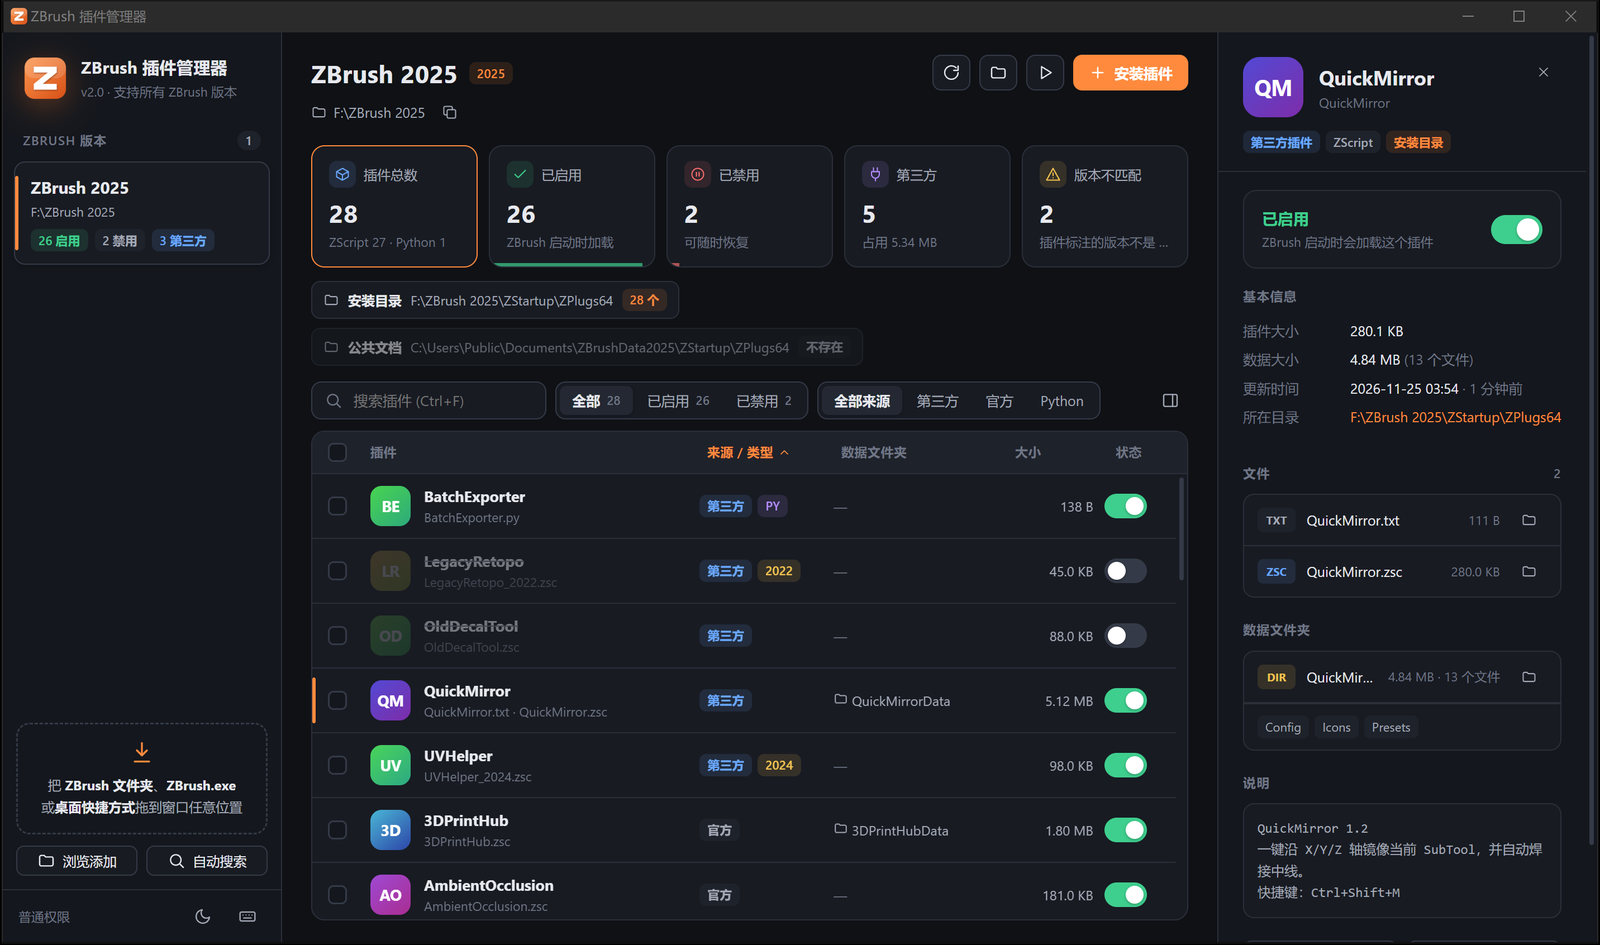 ZBrush 插件管理器
ZBrush 插件管理器
v2.0 · 支持所有 ZBrush 版本
ZBRUSH 版本 1
ZBrush 2025
F:\ZBrush 2025
26 启用 2 禁用 3 第三方
把 ZBrush 文件夹、ZBrush.exe
或桌面快捷方式拖到窗口任意位置
浏览添加 自动搜索
普通权限
ZBrush 2025 2025
F:\ZBrush 2025
安装插件
插件总数
28
ZScript 27 · Python 1
已启用
26
ZBrush 启动时加载
已禁用
2
可随时恢复
第三方
5
占用 5.34 MB
版本不匹配
2
插件标注的版本不是 ...
安装目录 F:\ZBrush 2025\ZStartup\ZPlugs64 28 个
公共文档 C:\Users\Public\Documents\ZBrushData2025\ZStartup\ZPlugs64 不存在
搜索插件 (Ctrl+F) 全部 28 已启用 26 已禁用 2 全部来源 第三方 官方 Python
插件 来源 / 类型 数据文件夹 大小 状态
BE BatchExporter 第三方 PY — 138 B
BatchExporter.py
LR LegacyRetopo 第三方 2022 — 45.0 KB
LegacyRetopo_2022.zsc
OD OldDecalTool 第三方 — 88.0 KB
OldDecalTool.zsc
QM QuickMirror 第三方 QuickMirrorData 5.12 MB
QuickMirror.txt · QuickMirror.zsc
UV UVHelper 第三方 2024 — 98.0 KB
UVHelper_2024.zsc
3D 3DPrintHub 官方 3DPrintHubData 1.80 MB
3DPrintHub.zsc
AO AmbientOcclusion 官方 — 181.0 KB
AmbientOcclusion.zsc
QM QuickMirror
QuickMirror
第三方插件 ZScript 安装目录
已启用
ZBrush 启动时会加载这个插件
基本信息
插件大小 280.1 KB
数据大小 4.84 MB (13 个文件)
更新时间 2026-11-25 03:54 · 1 分钟前
所在目录 F:\ZBrush 2025\ZStartup\ZPlugs64
文件 2
TXT QuickMirror.txt 111 B
ZSC QuickMirror.zsc 280.0 KB
数据文件夹
DIR QuickMir... 4.84 MB · 13 个文件
Config Icons Presets
说明
QuickMirror 1.2
一键沿 X/Y/Z 轴镜像当前 SubTool，并自动焊
接中线。
快捷键：Ctrl+Shift+M